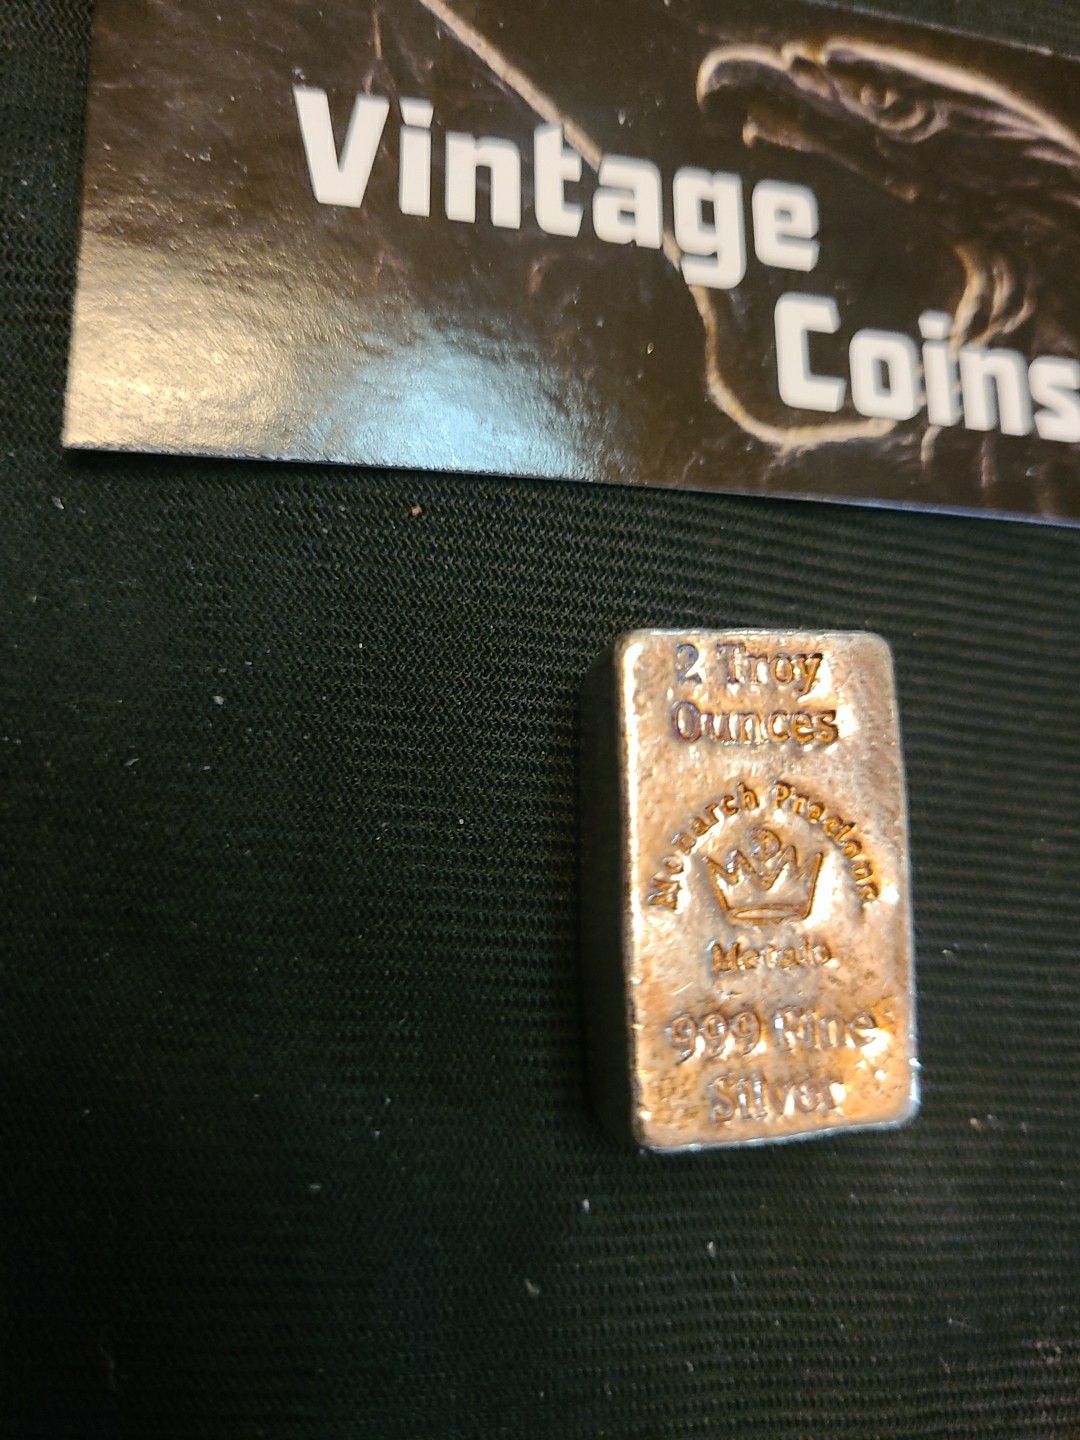 Vintage
Coins
2 Troy
Ounces
Monarch Precious
MPM
Metals
999 Fine
Silver